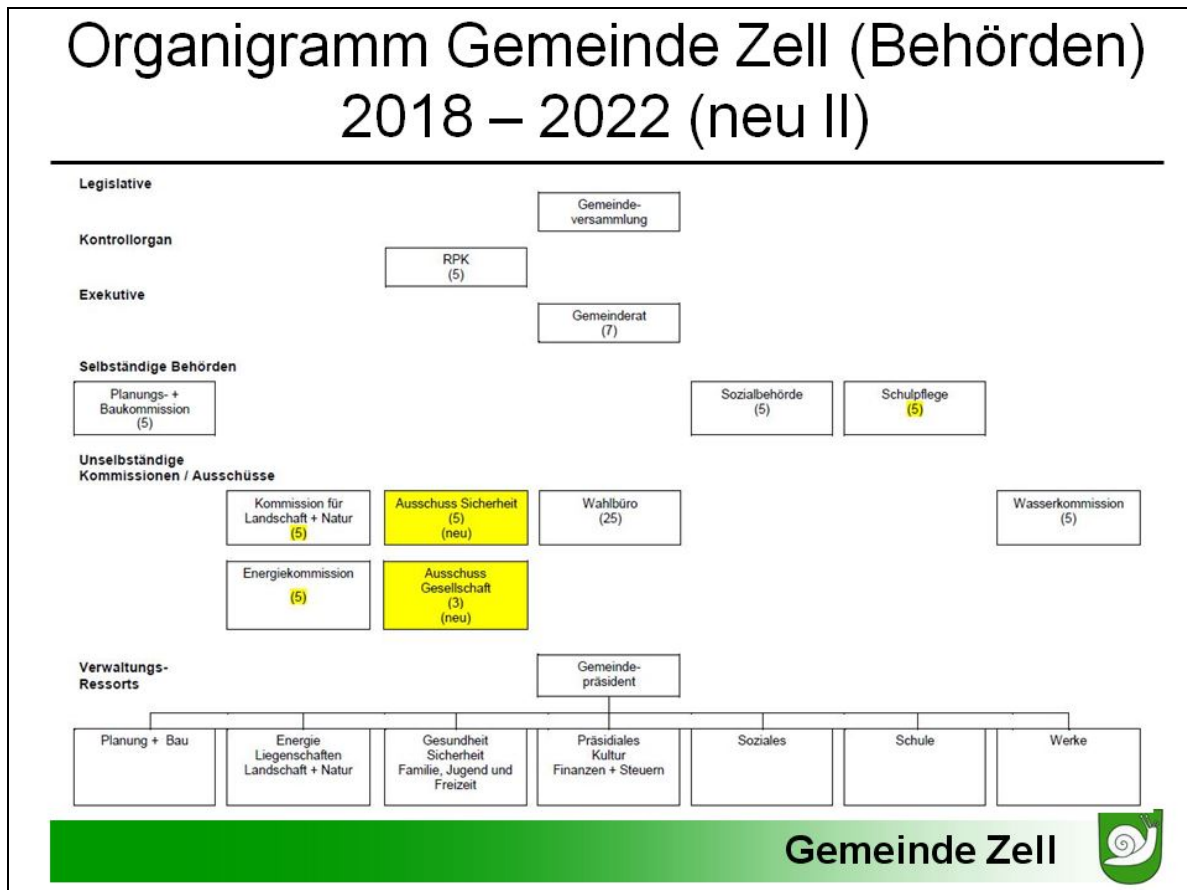 Organigramm Gemeinde Zell (Behörden)
2018 – 2022 (neu II)
Legislative
Gemeinde-
versammlung
Kontrollorgan
RPK
(5)
Exekutive
Gemeinderat
(7)
Selbständige Behörden
Planungs- +
Baukommission
(5)
Sozialbehörde
(5)
Schulpflege
(5)
Unselbständige
Kommissionen / Ausschüsse
Kommission für
Landschaft + Natur
(5)
Ausschuss Sicherheit
(5)
(neu)
Wahlbüro
(25)
Wasserkommission
(5)
Energiekommission
(5)
Ausschuss
Gesellschaft
(3)
(neu)
Verwaltungs-
Ressorts
Gemeinde-
präsident
Planung + Bau
Energie
Liegenschaften
Landschaft + Natur
Gesundheit
Sicherheit
Familie, Jugend und
Freizeit
Präsidiales
Kultur
Finanzen + Steuern
Soziales
Schule
Werke
Gemeinde Zell